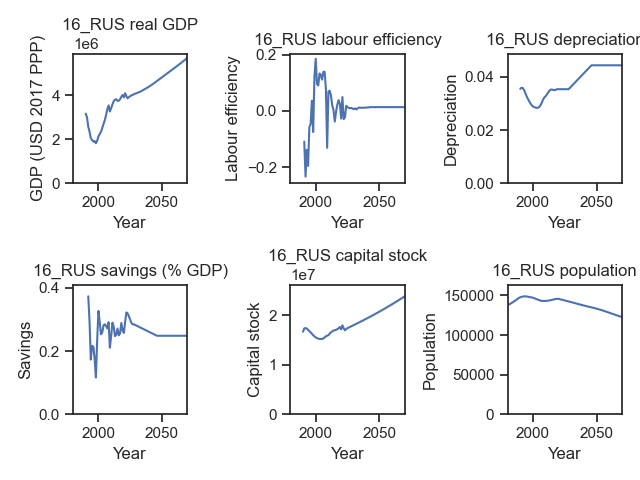 16_RUS real GDP
1e6
GDP (USD 2017 PPP)
4
2
0
2000
2050
Year
16_RUS labour efficiency
Labour efficiency
0.2
0.0
−0.2
2000
2050
Year
16_RUS depreciation
Depreciation
0.04
0.02
0.00
2000
2050
Year
16_RUS savings (% GDP)
Savings
0.4
0.2
0.0
2000
2050
Year
16_RUS capital stock
1e7
Capital stock
2
1
0
2000
2050
Year
16_RUS population
Population
150000
100000
50000
0
2000
2050
Year